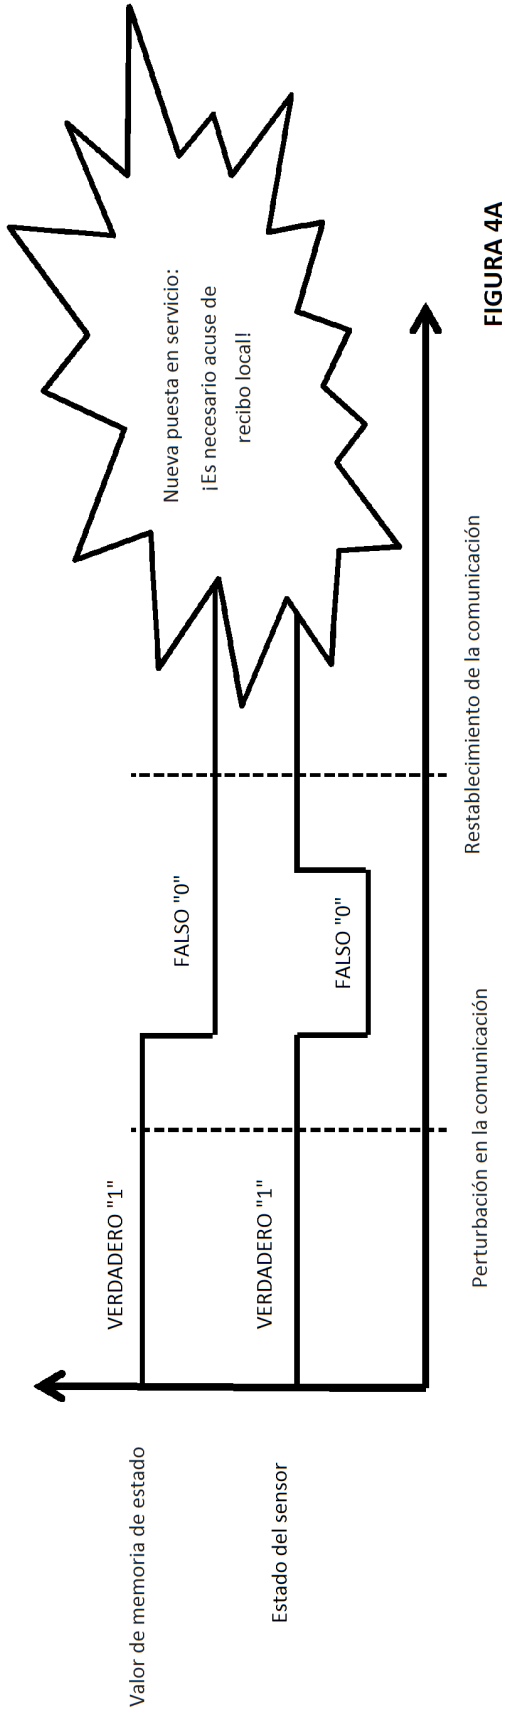 Valor de memoria de estado
VERDADERO "1"
FALSO "0"
Nueva puesta en servicio:
¡Es necesario acuse de
recibo local!
Estado del sensor
VERDADERO "1"
FALSO "0"
Perturbación en la comunicación
Restablecimiento de la comunicación
FIGURA 4A